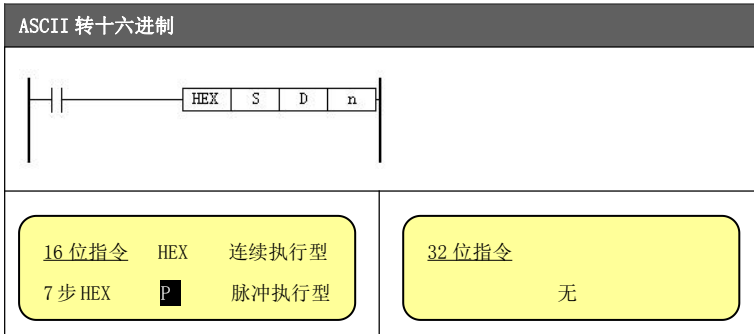 ASCII 转十六进制
HEX S D n
16 位指令 HEX 连续执行型
7 步 HEX P 脉冲执行型
32 位指令
无